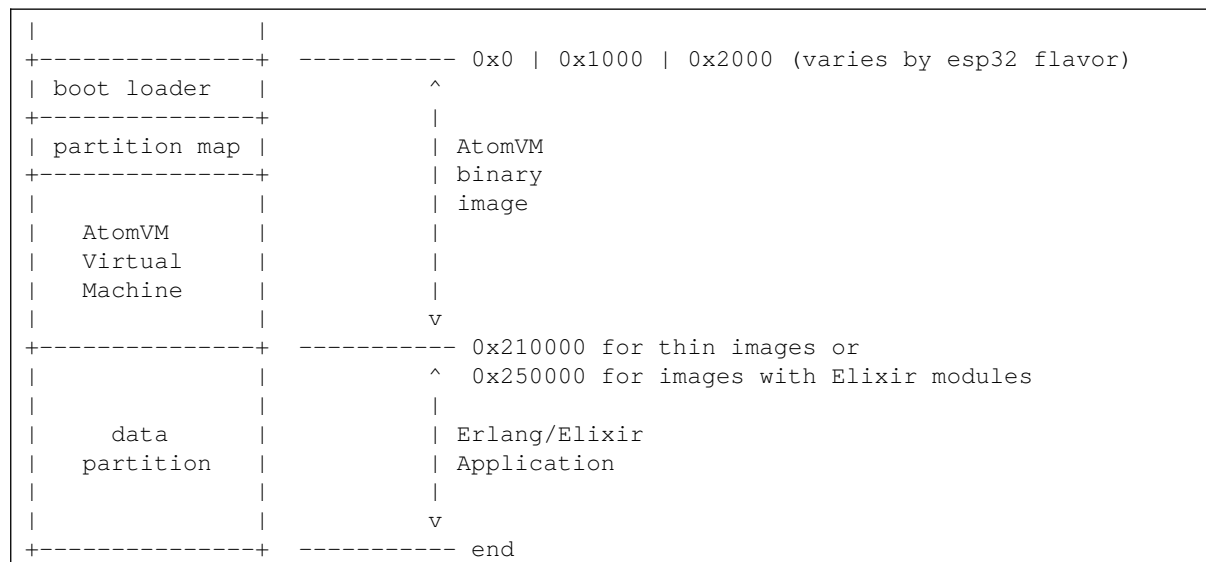 |               |
+---------------+  ----------- 0x0 | 0x1000 | 0x2000 (varies by esp32 flavor)
| boot loader   |           ^
+---------------+           |
| partition map |           | AtomVM
+---------------+           | binary
|               |           | image
|   AtomVM      |           |
|   Virtual     |           |
|   Machine     |           |
|               |           v
+---------------+  ----------- 0x210000 for thin images or
|               |           ^  0x250000 for images with Elixir modules
|               |           |
|     data      |           | Erlang/Elixir
|   partition   |           | Application
|               |           |
|               |           v
+---------------+  ----------- end